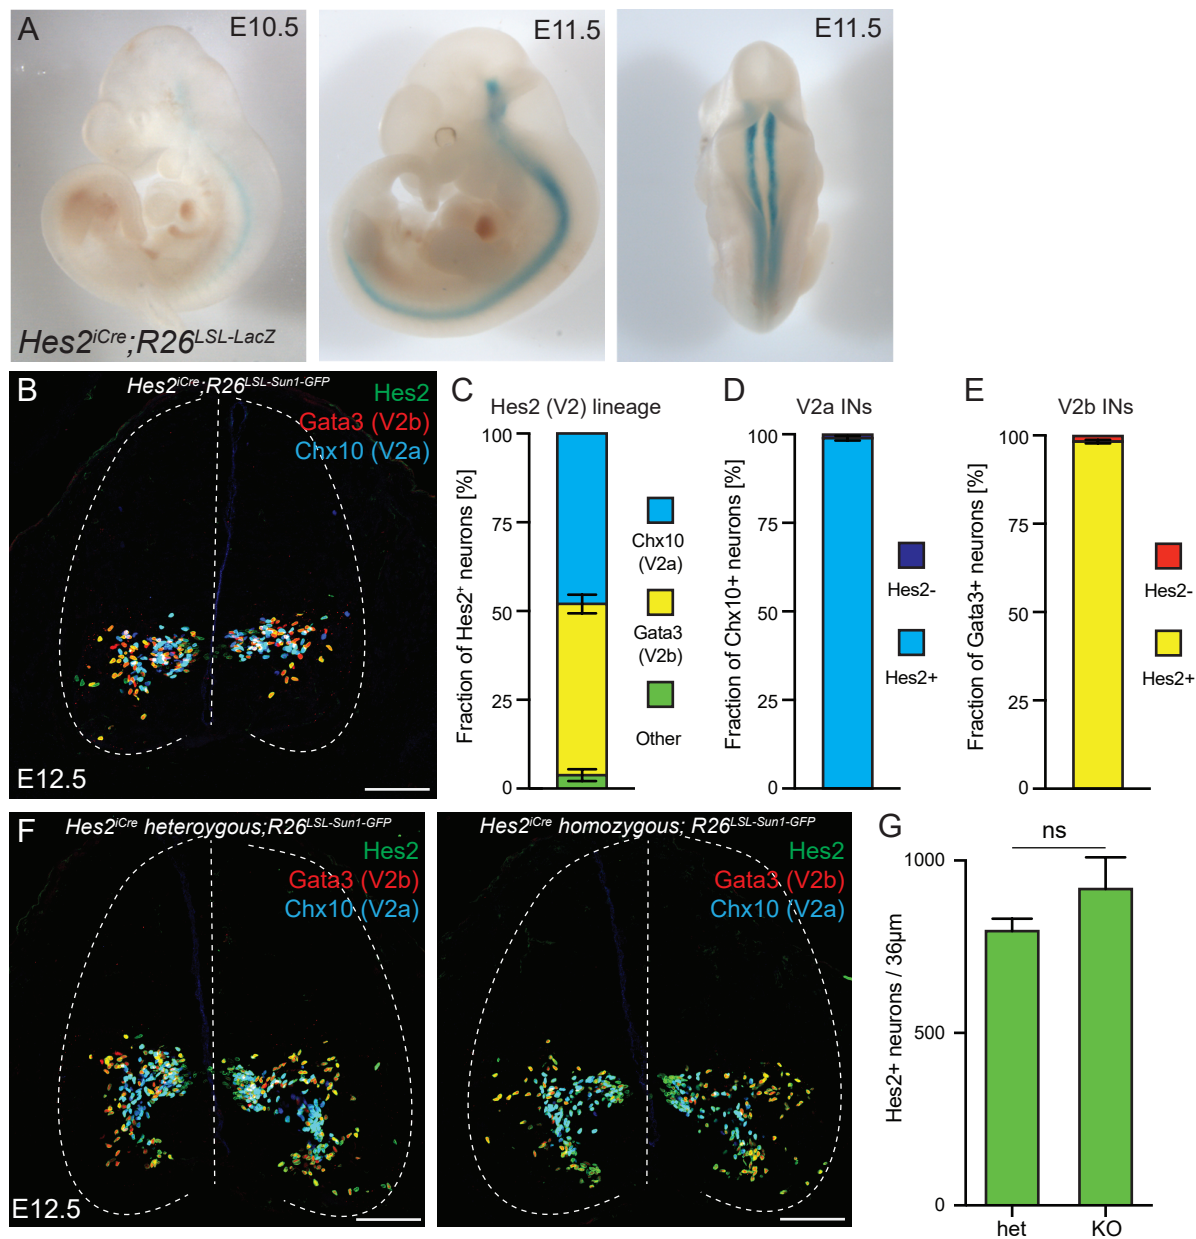 A
E10.5
E11.5
E11.5
Hes2iCre;R26LSL-LacZ
B
Hes2iCre;R26LSL-Sun1-GFP
Hes2
Gata3 (V2b)
Chx10 (V2a)
E12.5
C
Hes2 (V2) lineage
Fraction of Hes2+ neurons [%]
100
75
50
25
0
Chx10
(V2a)
Gata3
(V2b)
Other
D
V2a INs
Fraction of Chx10+ neurons [%]
100
75
50
25
0
Hes2-
Hes2+
E
V2b INs
Fraction of Gata3+ neurons [%]
100
75
50
25
0
Hes2-
Hes2+
F
Hes2iCre heteroygous;R26LSL-Sun1-GFP
Hes2
Gata3 (V2b)
Chx10 (V2a)
E12.5
Hes2iCre homozygous; R26LSL-Sun1-GFP
Hes2
Gata3 (V2b)
Chx10 (V2a)
G
ns
Hes2+ neurons / 36µm
1000
500
0
het
KO